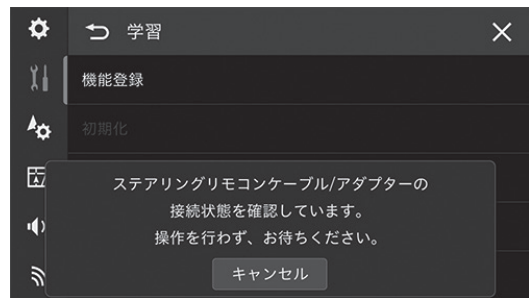 学習
機能登録
初期化
ステアリングリモコンケーブル/アダプターの
接続状態を確認しています。
操作を行わず、お待ちください。
キャンセル